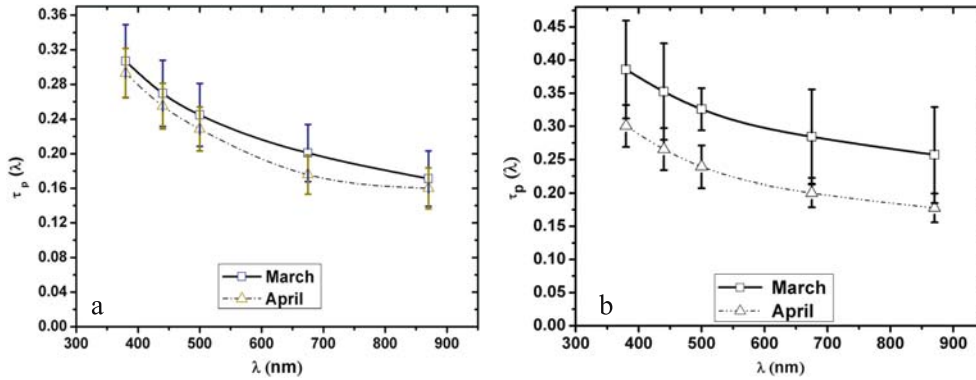 0.36
0.32
0.28
0.24
0.20
0.16
0.12
0.08
0.04
0.00
τp (λ)
300 400 500 600 700 800 900
λ (nm)
March
April
a
0.45
0.40
0.35
0.30
0.25
0.20
0.15
0.10
0.05
0.00
τp(λ)
300 400 500 600 700 800 900
λ (nm)
March
April
b